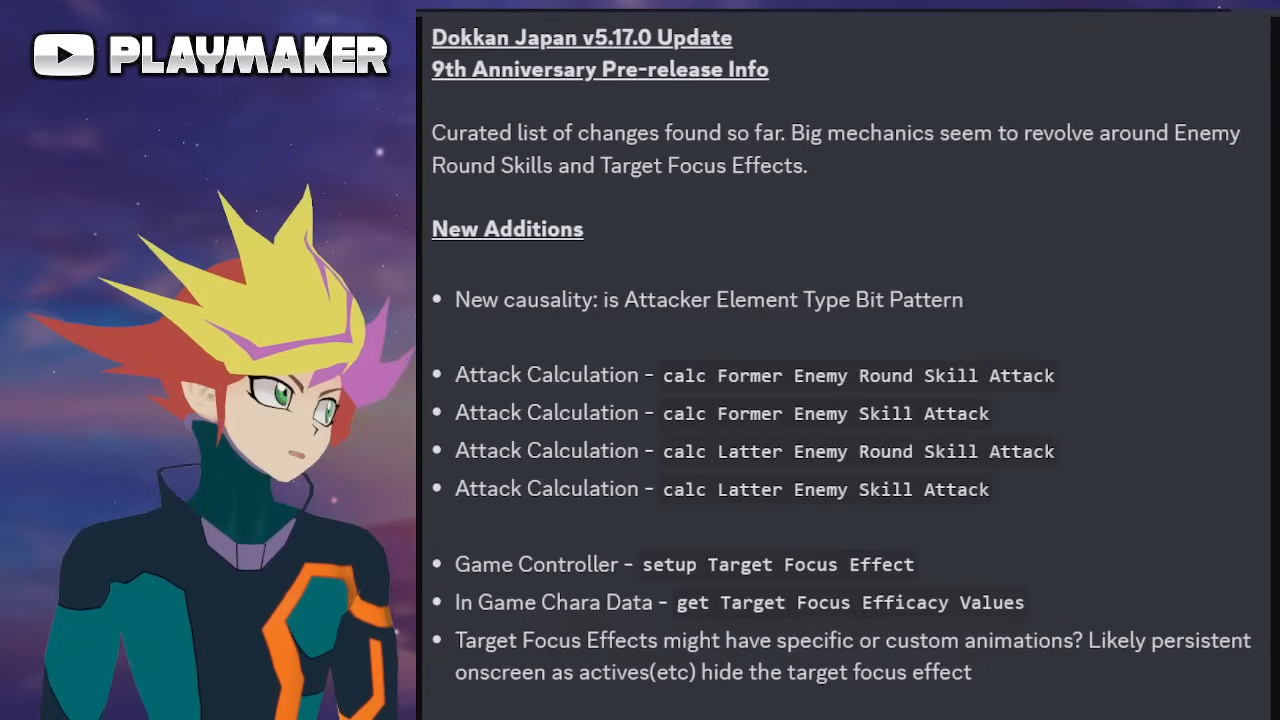 PLAYMAKER
Dokkan Japan v5.17.0 Update
9th Anniversary Pre-release Info
Curated list of changes found so far. Big mechanics seem to revolve around Enemy
Round Skills and Target Focus Effects.
New Additions
• New causality: is Attacker Element Type Bit Pattern
• Attack Calculation - calc Former Enemy Round Skill Attack
• Attack Calculation - calc Former Enemy Skill Attack
• Attack Calculation - calc Latter Enemy Round Skill Attack
• Attack Calculation - calc Latter Enemy Skill Attack
• Game Controller - setup Target Focus Effect
• In Game Chara Data - get Target Focus Efficacy Values
• Target Focus Effects might have specific or custom animations? Likely persistent
onscreen as actives(etc) hide the target focus effect